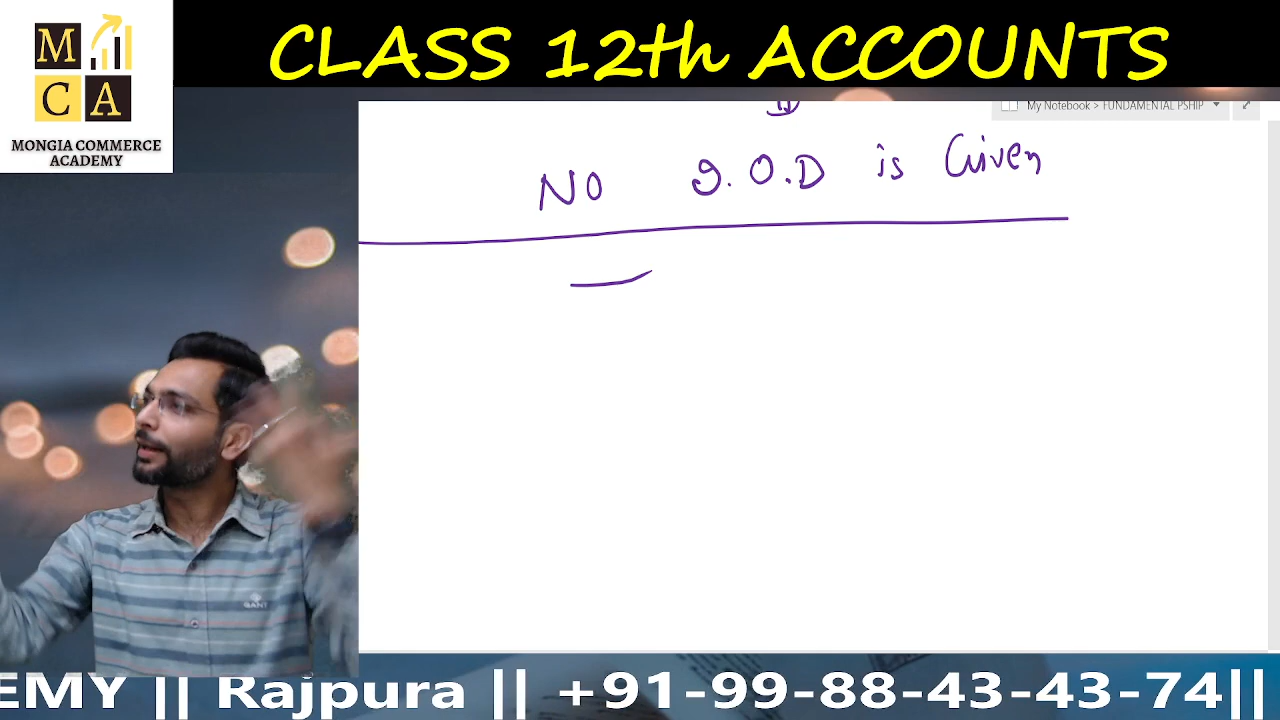 M
C A
MONGIA COMMERCE
ACADEMY
CLASS 12th ACCOUNTS
My Notebook > FUNDAMENTAL PSHIP
NO I.O.D is Given
GANT
EMY || Rajpura || +91-99-88-43-43-74||